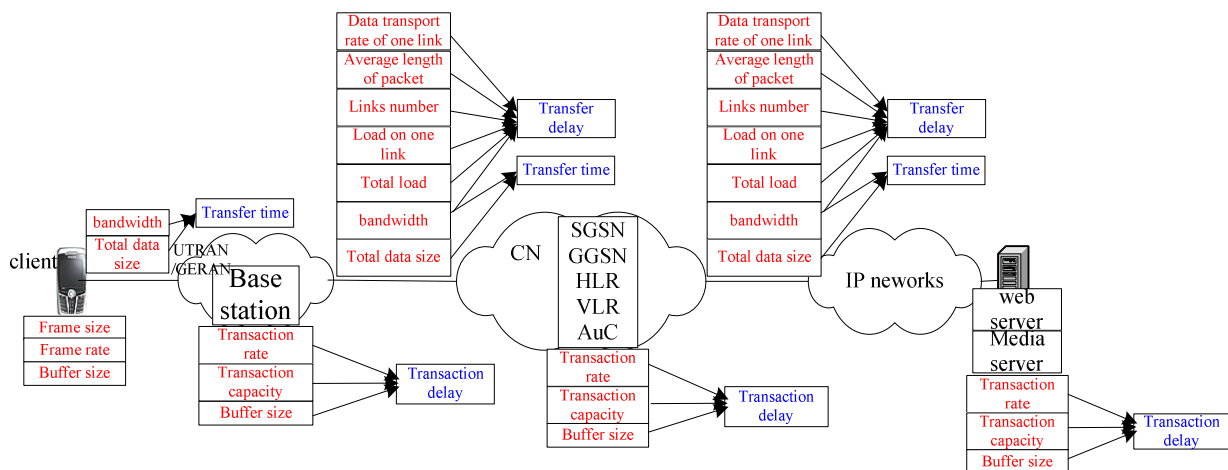 Data transport
rate of one link
Average length
of packet
Links number
Load on one
link
Total load
bandwidth
Total data size
Transfer
delay
Transfer time
Data transport
rate of one link
Average length
of packet
Links number
Load on one
link
Total load
bandwidth
Total data size
Transfer
delay
Transfer time
bandwidth
Total data
size
Transfer time
client
UTRAN
/GERAN
Base
station
CN
SGSN
GGSN
HLR
VLR
AuC
IP neworks
web
server
Media
server
Frame size
Frame rate
Buffer size
Transaction
rate
Transaction
capacity
Buffer size
Transaction
delay
Transaction
rate
Transaction
capacity
Buffer size
Transaction
delay
Transaction
rate
Transaction
capacity
Buffer size
Transaction
delay